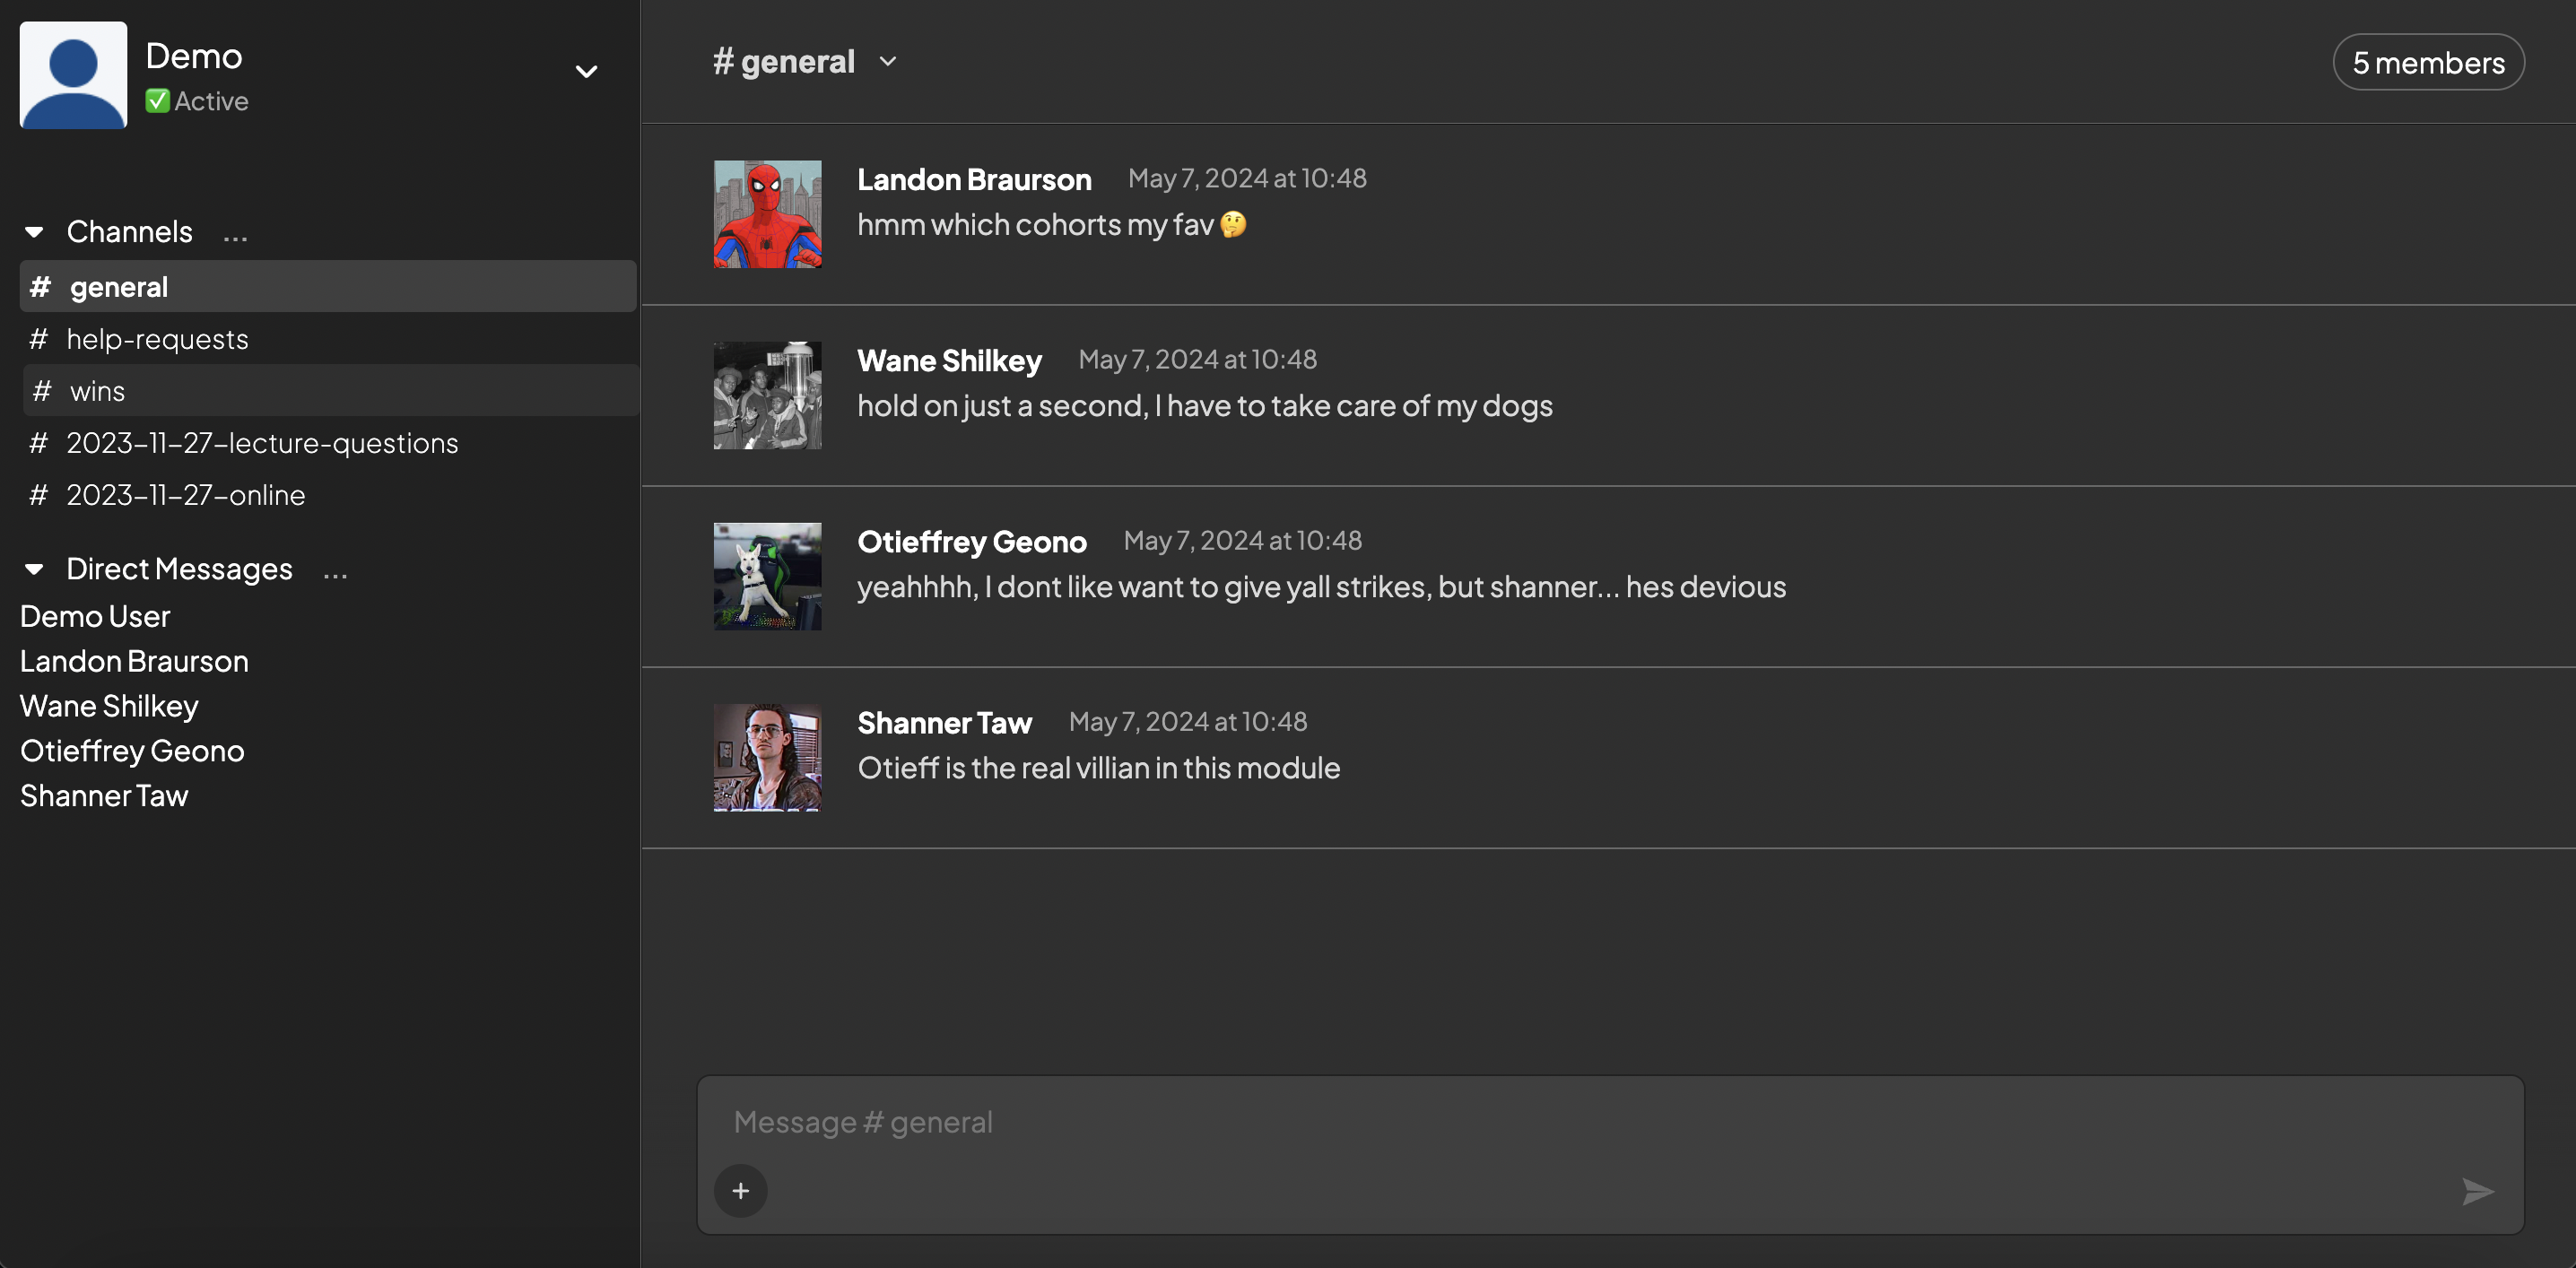 Demo
✅Active
Channels ...
# general
# help-requests
# wins
# 2023-11-27-lecture-questions
# 2023-11-27-online
Direct Messages ...
Demo User
Landon Braurson
Wane Shilkey
Otieffrey Geono
Shanner Taw
# general
5 members
Landon Braurson May 7, 2024 at 10:48
hmm which cohorts my fav 🤔
Wane Shilkey May 7, 2024 at 10:48
hold on just a second, I have to take care of my dogs
Otieffrey Geono May 7, 2024 at 10:48
yeahhhh, I dont like want to give yall strikes, but shanner... hes devious
Shanner Taw May 7, 2024 at 10:48
Otieff is the real villian in this module
Message # general
+